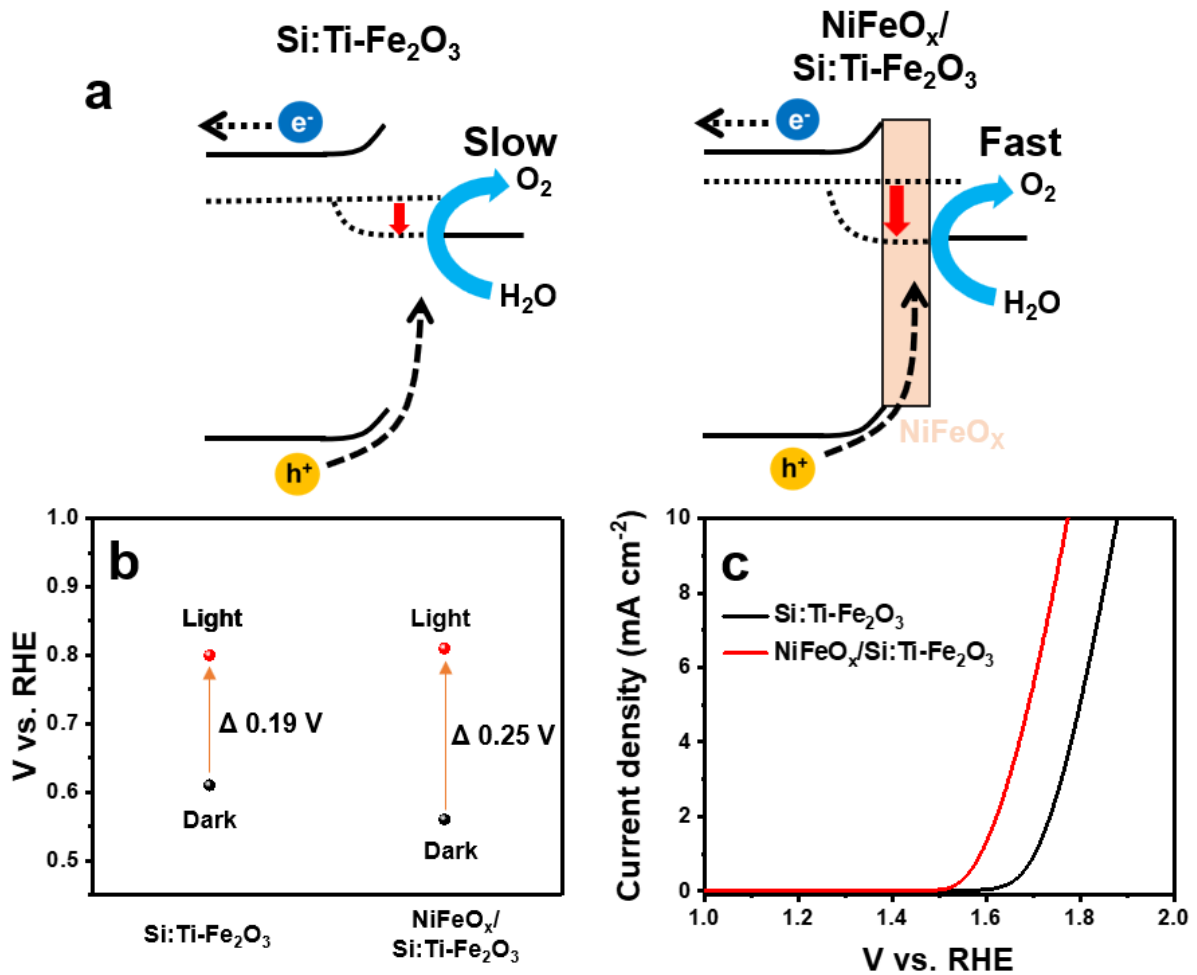 Si:Ti-Fe₂O₃
NiFeOₓ/
Si:Ti-Fe₂O₃
a
e⁻
Slow
O₂
H₂O
h⁺
e⁻
Fast
O₂
H₂O
NiFeOₓ
h⁺
b
V vs. RHE
1.0
0.9
0.8
0.7
0.6
0.5
Light
Δ 0.19 V
Dark
Light
Δ 0.25 V
Dark
Si:Ti-Fe₂O₃
NiFeOₓ/
Si:Ti-Fe₂O₃
c
Current density (mA cm⁻²)
10
8
6
4
2
0
Si:Ti-Fe₂O₃
NiFeOₓ/Si:Ti-Fe₂O₃
1.0 1.2 1.4 1.6 1.8 2.0
V vs. RHE